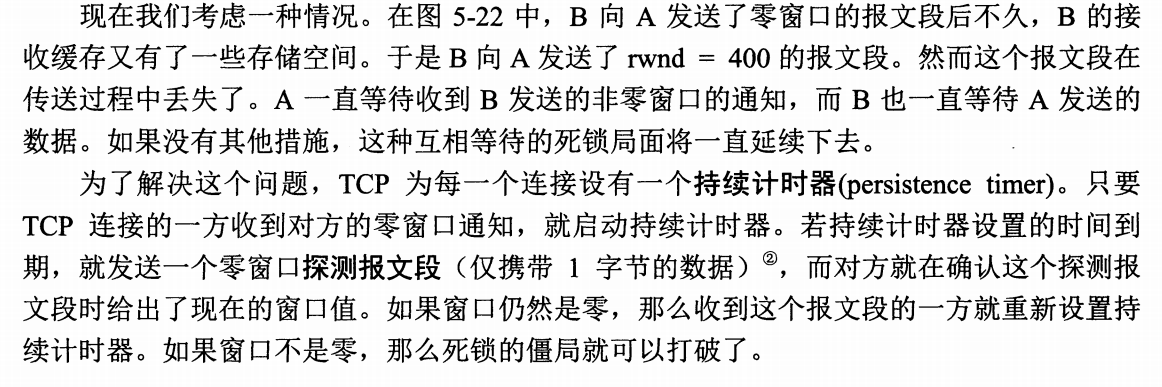 现在我们考虑一种情况。在图 5-22 中，B 向 A 发送了零窗口的报文段后不久，B 的接
收缓存又有了一些存储空间。于是 B 向 A 发送了 rwnd = 400 的报文段。然而这个报文段在
传送过程中丢失了。A 一直等待收到 B 发送的非零窗口的通知，而 B 也一直等待 A 发送的
数据。如果没有其他措施，这种互相等待的死锁局面将一直延续下去。
为了解决这个问题，TCP 为每一个连接设有一个持续计时器(persistence timer)。只要
TCP 连接的一方收到对方的零窗口通知，就启动持续计时器。若持续计时器设置的时间到
期，就发送一个零窗口探测报文段（仅携带 1 字节的数据）②，而对方就在确认这个探测报
文段时给出了现在的窗口值。如果窗口仍然是零，那么收到这个报文段的一方就重新设置持
续计时器。如果窗口不是零，那么死锁的僵局就可以打破了。